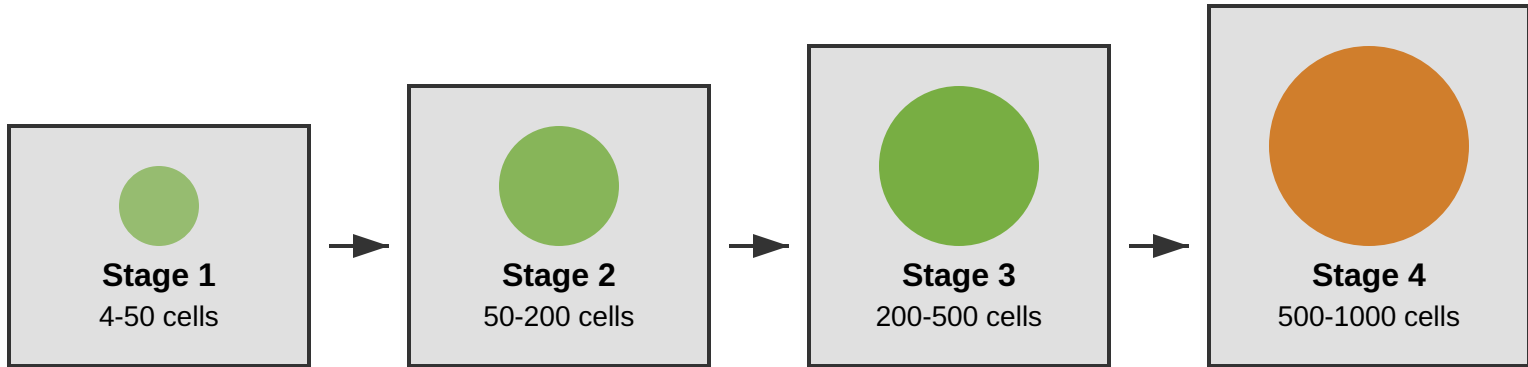 Stage 1
4-50 cells
Stage 2
50-200 cells
Stage 3
200-500 cells
Stage 4
500-1000 cells